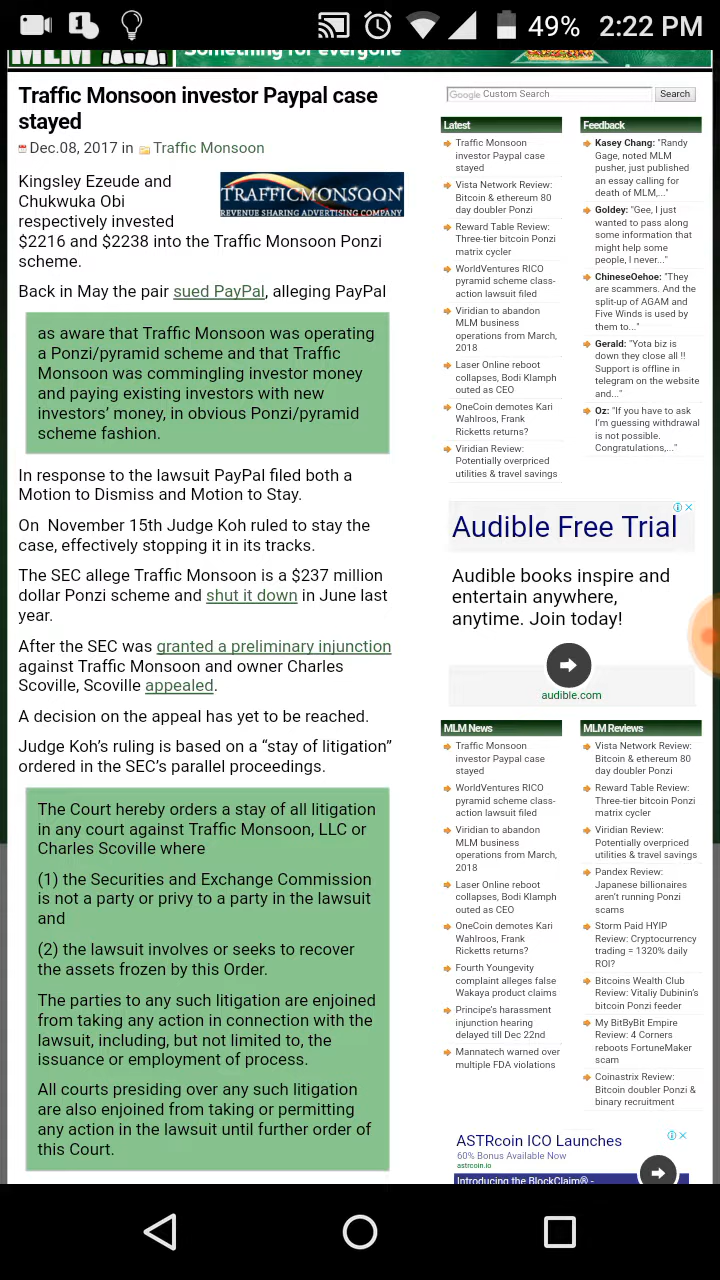 49% 2:22 PM
MLM
Something for everyone
Traffic Monsoon investor Paypal case
stayed
Dec.08, 2017 in Traffic Monsoon
TRAFFICMONSOON
REVENUE SHARING ADVERTISING COMPANY
Kingsley Ezeude and
Chukwuka Obi
respectively invested
$2216 and $2238 into the Traffic Monsoon Ponzi
scheme.
Back in May the pair sued PayPal, alleging PayPal
as aware that Traffic Monsoon was operating
a Ponzi/pyramid scheme and that Traffic
Monsoon was commingling investor money
and paying existing investors with new
investors’ money, in obvious Ponzi/pyramid
scheme fashion.
In response to the lawsuit PayPal filed both a
Motion to Dismiss and Motion to Stay.
On November 15th Judge Koh ruled to stay the
case, effectively stopping it in its tracks.
The SEC allege Traffic Monsoon is a $237 million
dollar Ponzi scheme and shut it down in June last
year.
After the SEC was granted a preliminary injunction
against Traffic Monsoon and owner Charles
Scoville, Scoville appealed.
A decision on the appeal has yet to be reached.
Judge Koh’s ruling is based on a “stay of litigation”
ordered in the SEC’s parallel proceedings.
The Court hereby orders a stay of all litigation
in any court against Traffic Monsoon, LLC or
Charles Scoville where
(1) the Securities and Exchange Commission
is not a party or privy to a party in the lawsuit
and
(2) the lawsuit involves or seeks to recover
the assets frozen by this Order.
The parties to any such litigation are enjoined
from taking any action in connection with the
lawsuit, including, but not limited to, the
issuance or employment of process.
All courts presiding over any such litigation
are also enjoined from taking or permitting
any action in the lawsuit until further order of
this Court.
Google Custom Search
Search
Latest
Traffic Monsoon
investor Paypal case
stayed
Vista Network Review:
Bitcoin & ethereum 80
day doubler Ponzi
Reward Table Review:
Three-tier bitcoin Ponzi
matrix cycler
WorldVentures RICO
pyramid scheme class-
action lawsuit filed
Viridian to abandon
MLM business
operations from March,
2018
Laser Online reboot
collapses, Bodi Klamph
outed as CEO
OneCoin demotes Kari
Wahlroos, Frank
Ricketts returns?
Viridian Review:
Potentially overpriced
utilities & travel savings
Feedback
Kasey Chang: "Randy
Gage, noted MLM
pusher, just published
an essay calling for
death of MLM,..."
Goldey: "Gee, I just
wanted to pass along
some information that
might help some
people, I never..."
ChineseOehoe: "They
are scammers. And the
split-up of AGAM and
Five Winds is used by
them to..."
Gerald: "Yota biz is
down they close all !!
Support is offline in
telegram on the website
and..."
Oz: "If you have to ask
I'm guessing withdrawal
is not possible.
Congratulations,..."
Audible Free Trial
Audible books inspire and
entertain anywhere,
anytime. Join today!
audible.com
MLM News
Traffic Monsoon
investor Paypal case
stayed
WorldVentures RICO
pyramid scheme class-
action lawsuit filed
Viridian to abandon
MLM business
operations from March,
2018
Laser Online reboot
collapses, Bodi Klamph
outed as CEO
OneCoin demotes Kari
Wahlroos, Frank
Ricketts returns?
Fourth Youngevity
complaint alleges false
Wakaya product claims
Principe's harassment
injunction hearing
delayed till Dec 22nd
Mannatech warned over
multiple FDA violations
MLM Reviews
Vista Network Review:
Bitcoin & ethereum 80
day doubler Ponzi
Reward Table Review:
Three-tier bitcoin Ponzi
matrix cycler
Viridian Review:
Potentially overpriced
utilities & travel savings
Pandex Review:
Japanese billionaires
aren't running Ponzi
scams
Storm Paid HYIP
Review: Cryptocurrency
trading = 1320% daily
ROI?
Bitcoins Wealth Club
Review: Vitaliy Dubinin's
bitcoin Ponzi feeder
My BitByBit Empire
Review: 4 Corners
reboots FortuneMaker
scam
Coinastrix Review:
Bitcoin doubler Ponzi &
binary recruitment
ASTRcoin ICO Launches
60% Bonus Available Now
astrcoin.io
Introducing the BlockClaim® -